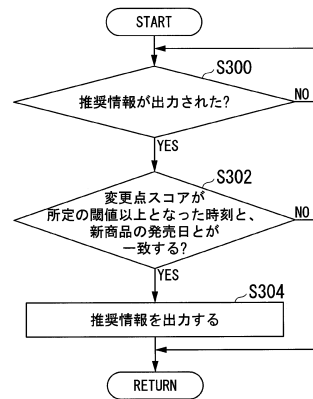 START
S300
推奨情報が出力された?
NO
YES
S302
変更点スコアが
所定の閾値以上となった時刻と、
新商品の発売日とが
一致する?
NO
YES
S304
推奨情報を出力する
RETURN